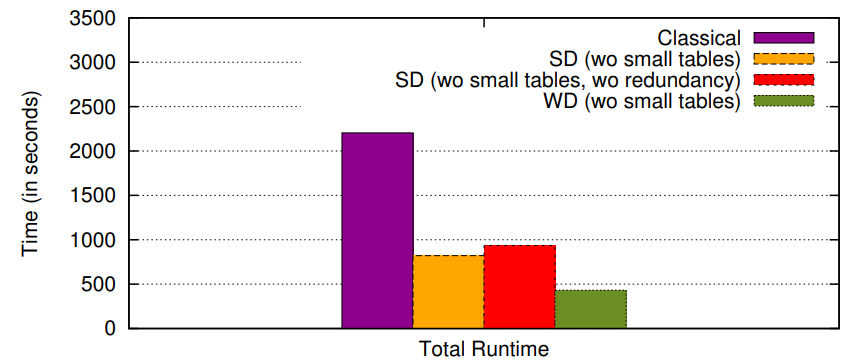 3500
3000
2500
2000
1500
1000
500
0
Time (in seconds)
Classical
SD (wo small tables)
SD (wo small tables, wo redundancy)
WD (wo small tables)
Total Runtime